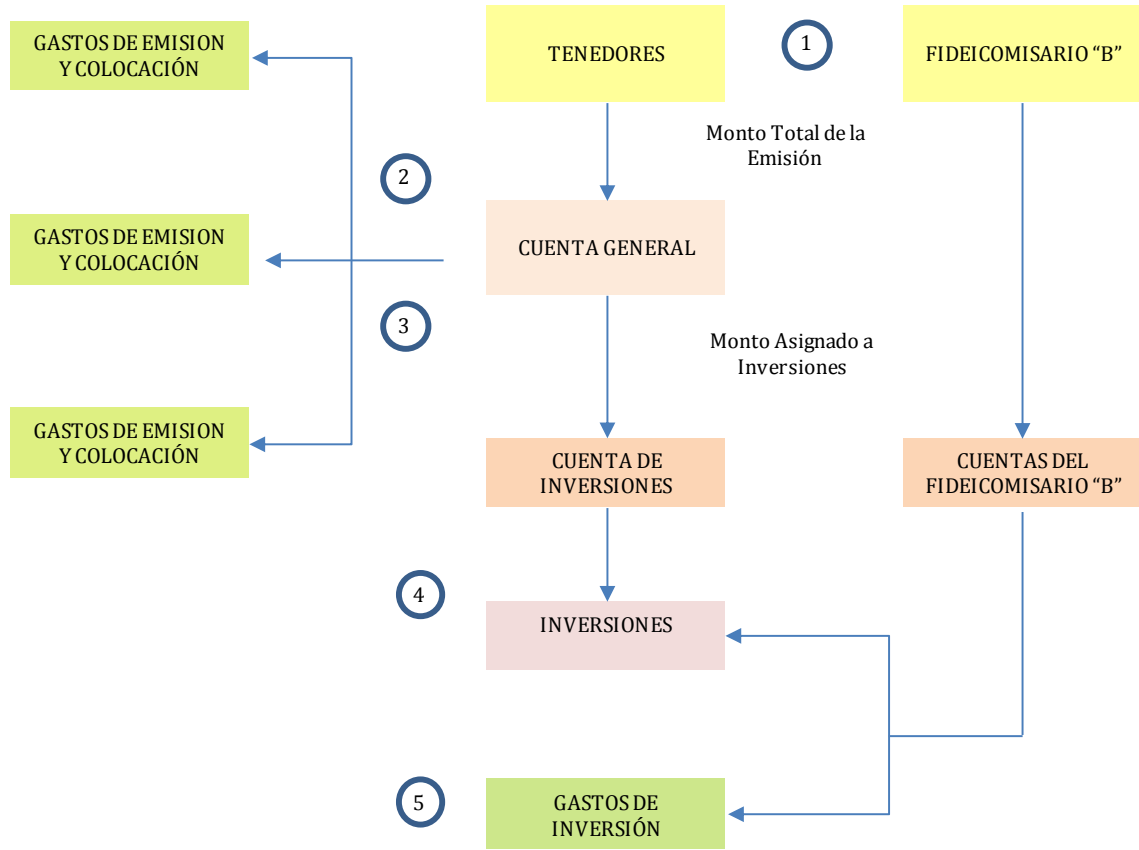 GASTOS DE EMISION
Y COLOCACIÓN
TENEDORES
1
FIDEICOMISARIO “B”
Monto Total de la
Emisión
2
GASTOS DE EMISION
Y COLOCACIÓN
CUENTA GENERAL
3
Monto Asignado a
Inversiones
GASTOS DE EMISION
Y COLOCACIÓN
CUENTA DE
INVERSIONES
CUENTAS DEL
FIDEICOMISARIO “B”
4
INVERSIONES
5
GASTOS DE
INVERSIÓN